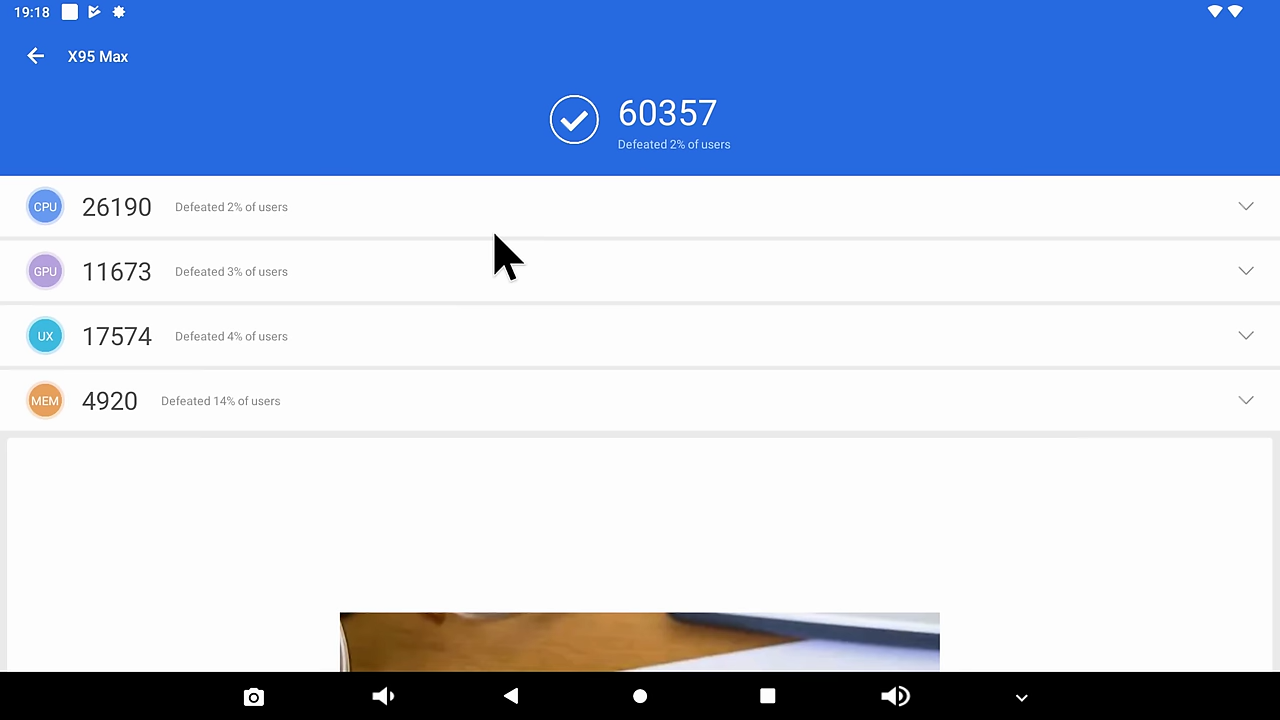 19:18
X95 Max
60357
Defeated 2% of users
CPU 26190 Defeated 2% of users
GPU 11673 Defeated 3% of users
UX 17574 Defeated 4% of users
MEM 4920 Defeated 14% of users